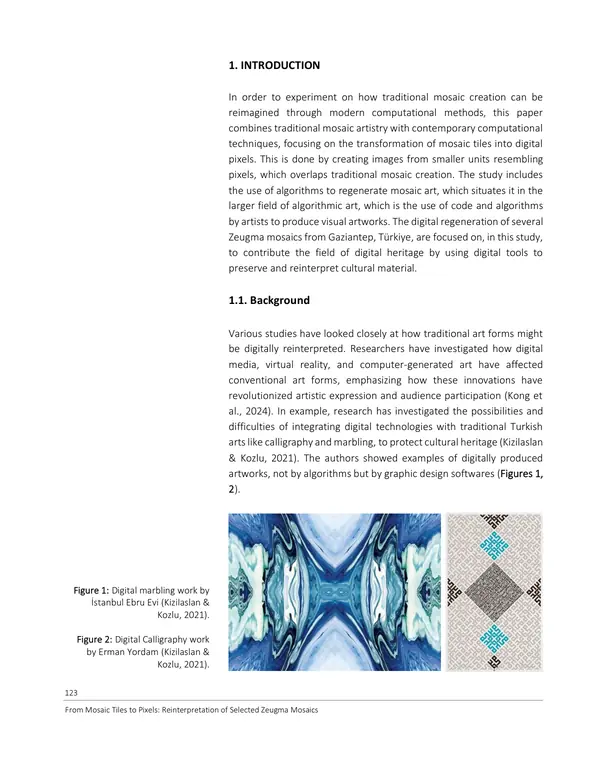 1. INTRODUCTION
In order to experiment on how traditional mosaic creation can be
reimagined through modern computational methods, this paper
combines traditional mosaic artistry with contemporary computational
techniques, focusing on the transformation of mosaic tiles into digital
pixels. This is done by creating images from smaller units resembling
pixels, which overlaps traditional mosaic creation. The study includes
the use of algorithms to regenerate mosaic art, which situates it in the
larger field of algorithmic art, which is the use of code and algorithms
by artists to produce visual artworks. The digital regeneration of several
Zeugma mosaics from Gaziantep, Türkiye, are focused on, in this study,
to contribute the field of digital heritage by using digital tools to
preserve and reinterpret cultural material.
1.1. Background
Various studies have looked closely at how traditional art forms might
be digitally reinterpreted. Researchers have investigated how digital
media, virtual reality, and computer-generated art have affected
conventional art forms, emphasizing how these innovations have
revolutionized artistic expression and audience participation (Kong et
al., 2024). In example, research has investigated the possibilities and
difficulties of integrating digital technologies with traditional Turkish
arts like calligraphy and marbling, to protect cultural heritage (Kizilaslan
& Kozlu, 2021). The authors showed examples of digitally produced
artworks, not by algorithms but by graphic design softwares (Figures 1,
2).
Figure 1: Digital marbling work by
İstanbul Ebru Evi (Kizilaslan &
Kozlu, 2021).
Figure 2: Digital Calligraphy work
by Erman Yordam (Kizilaslan &
Kozlu, 2021).
123
From Mosaic Tiles to Pixels: Reinterpretation of Selected Zeugma Mosaics